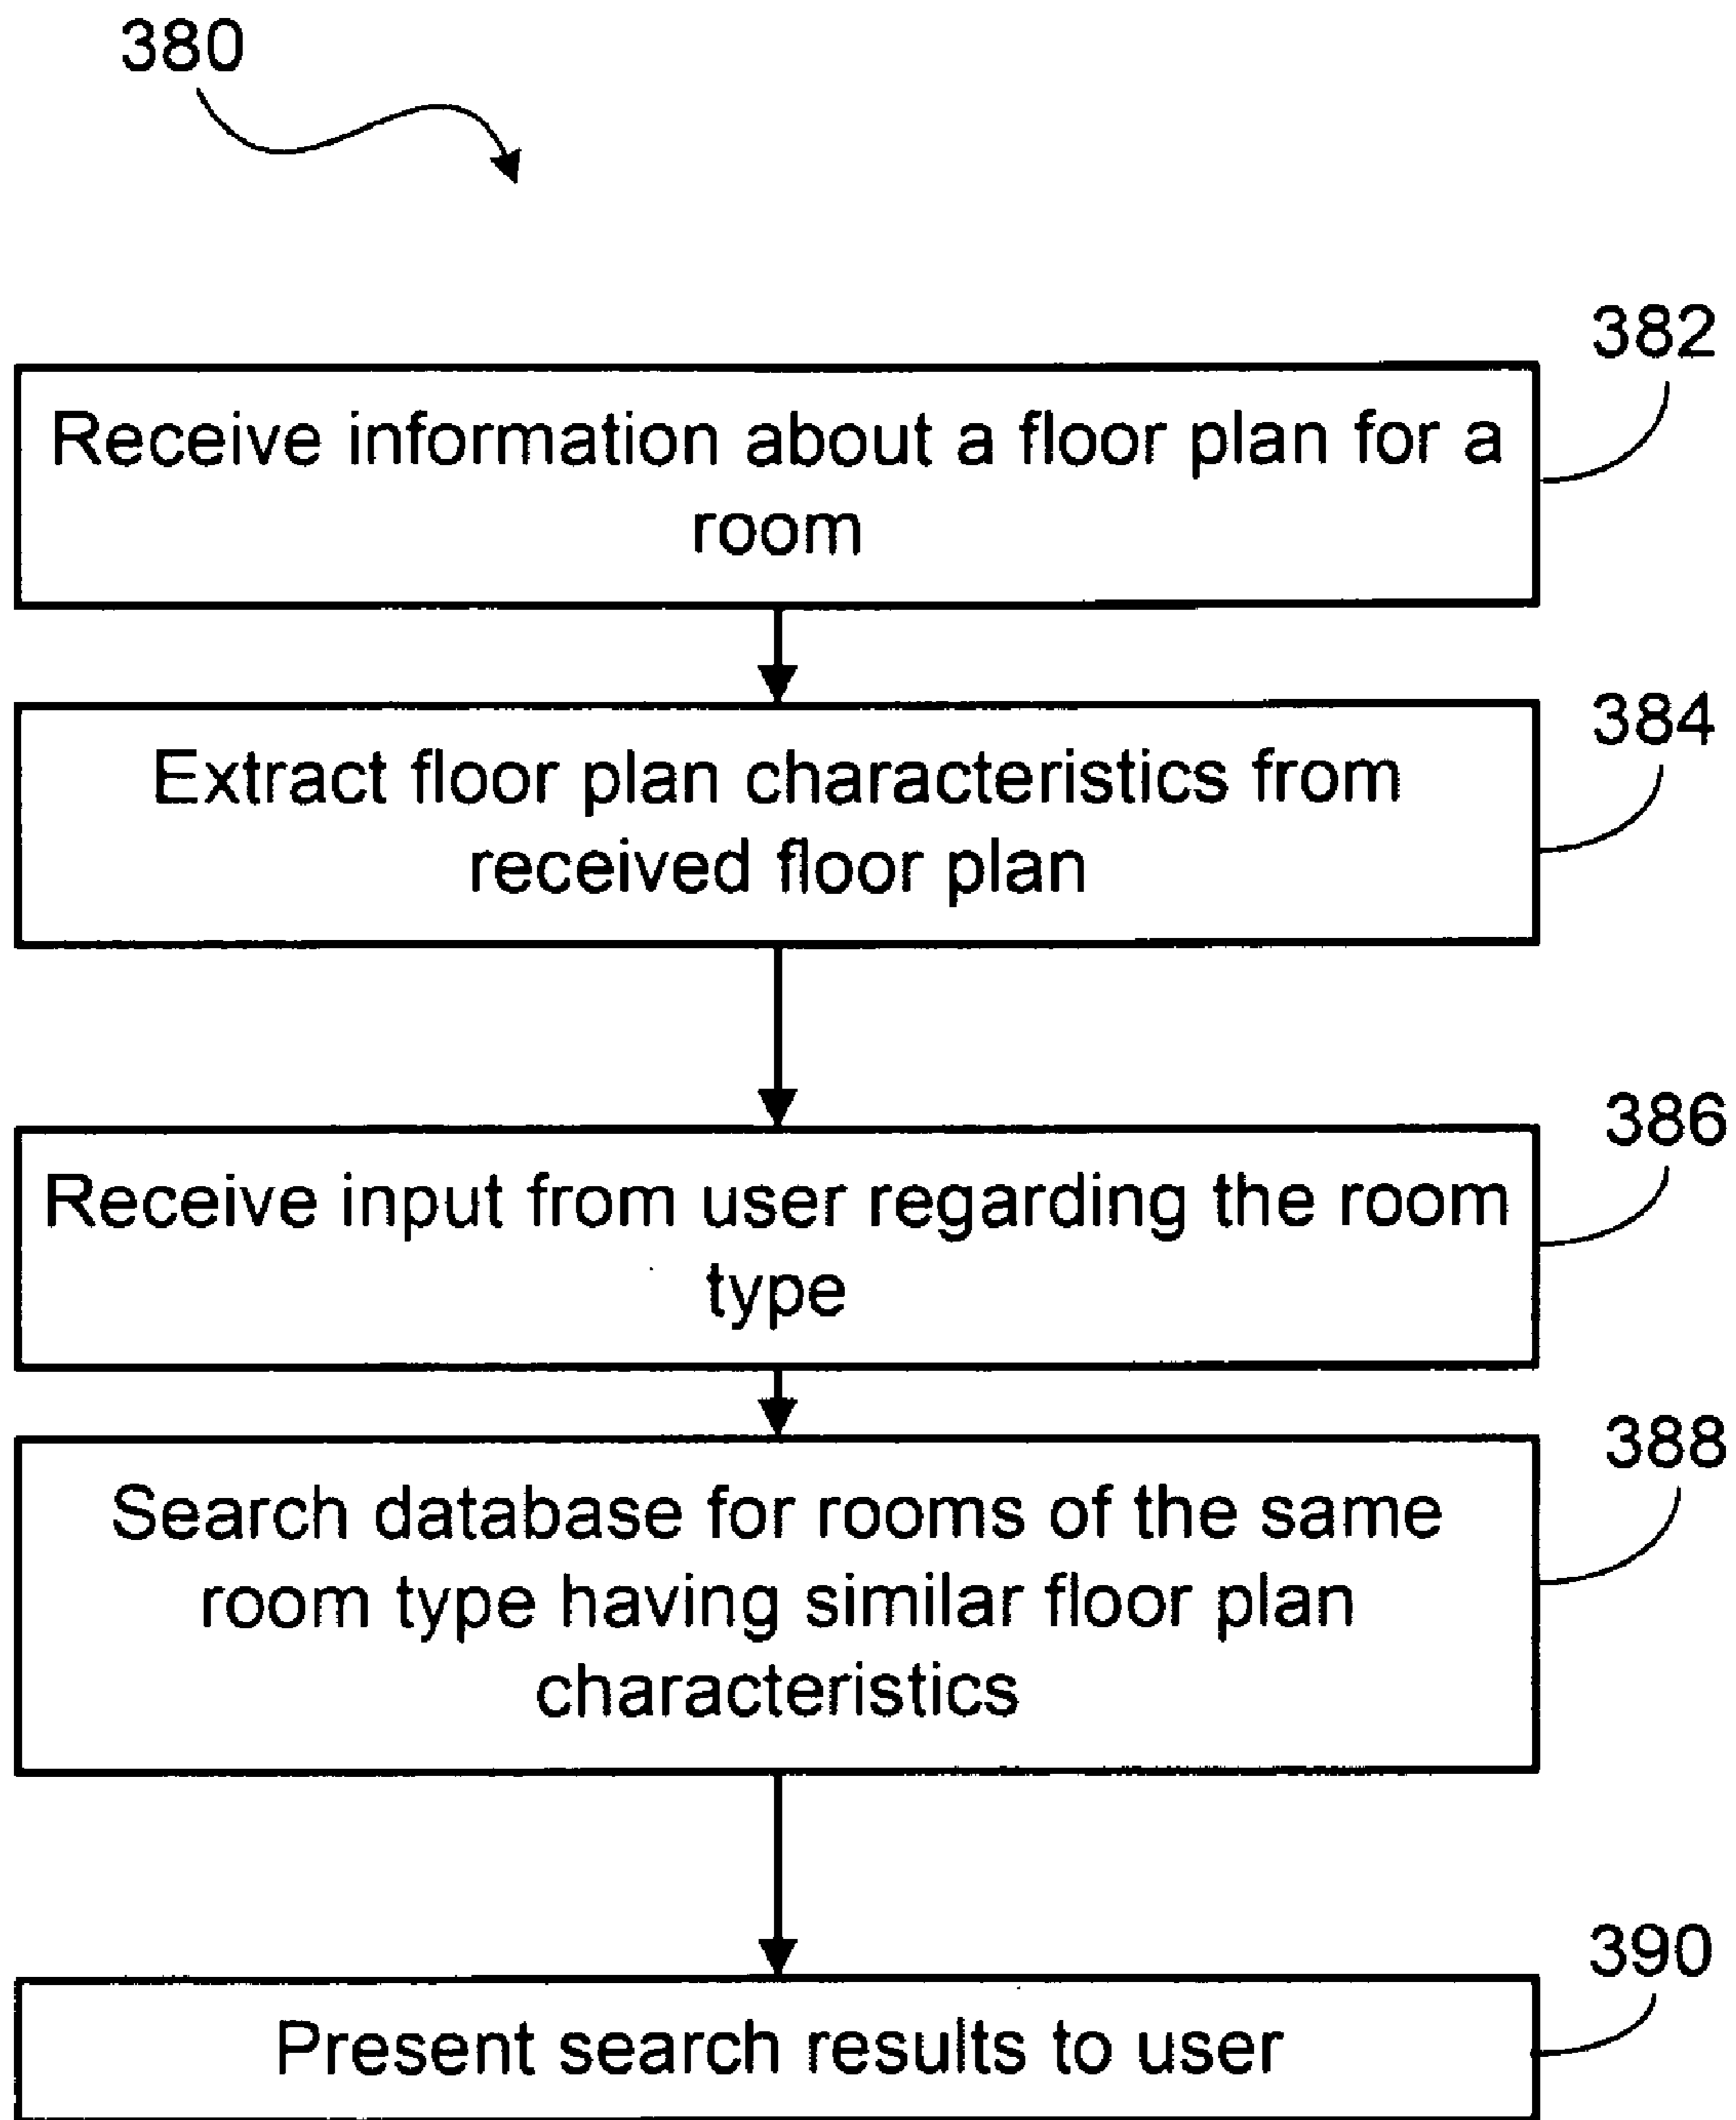 380
382
Receive information about a floor plan for a
room
384
Extract floor plan characteristics from
received floor plan
386
Receive input from user regarding the room
type
388
Search database for rooms of the same
room type having similar floor plan
characteristics
390
Present search results to user